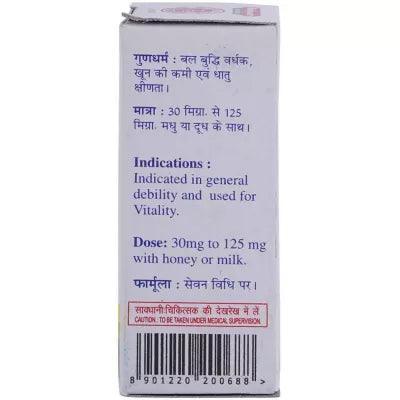 गुणधर्म : बल बुद्धि वर्धक,
खून की कमी एवं धातु
क्षीणता।
मात्रा : 30 मिग्रा. से 125
मिग्रा. मधु या दूध के साथ।
Indications :
Indicated in general
debility and used for
Vitality.
Dose: 30mg to 125 mg
with honey or milk.
फार्मूला : सेवन विधि पर।
सावधानी:चिकित्सक की देखरेख में लें
CAUTION : TO BE TAKEN UNDER MEDICAL SUPERVISION.
8 901220 200688 >